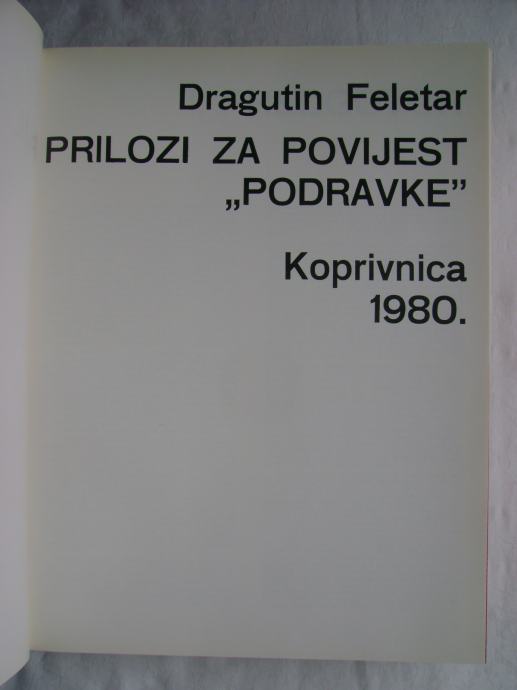 Dragutin Feletar
PRILOZI ZA POVIJEST
„PODRAVKE”
Koprivnica
1980.